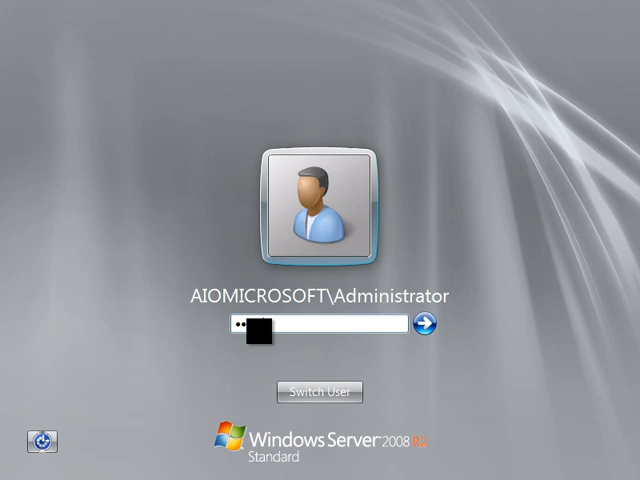 AIOMICROSOFT\Administrator
Switch User
Windows Server 2008 R2
Standard